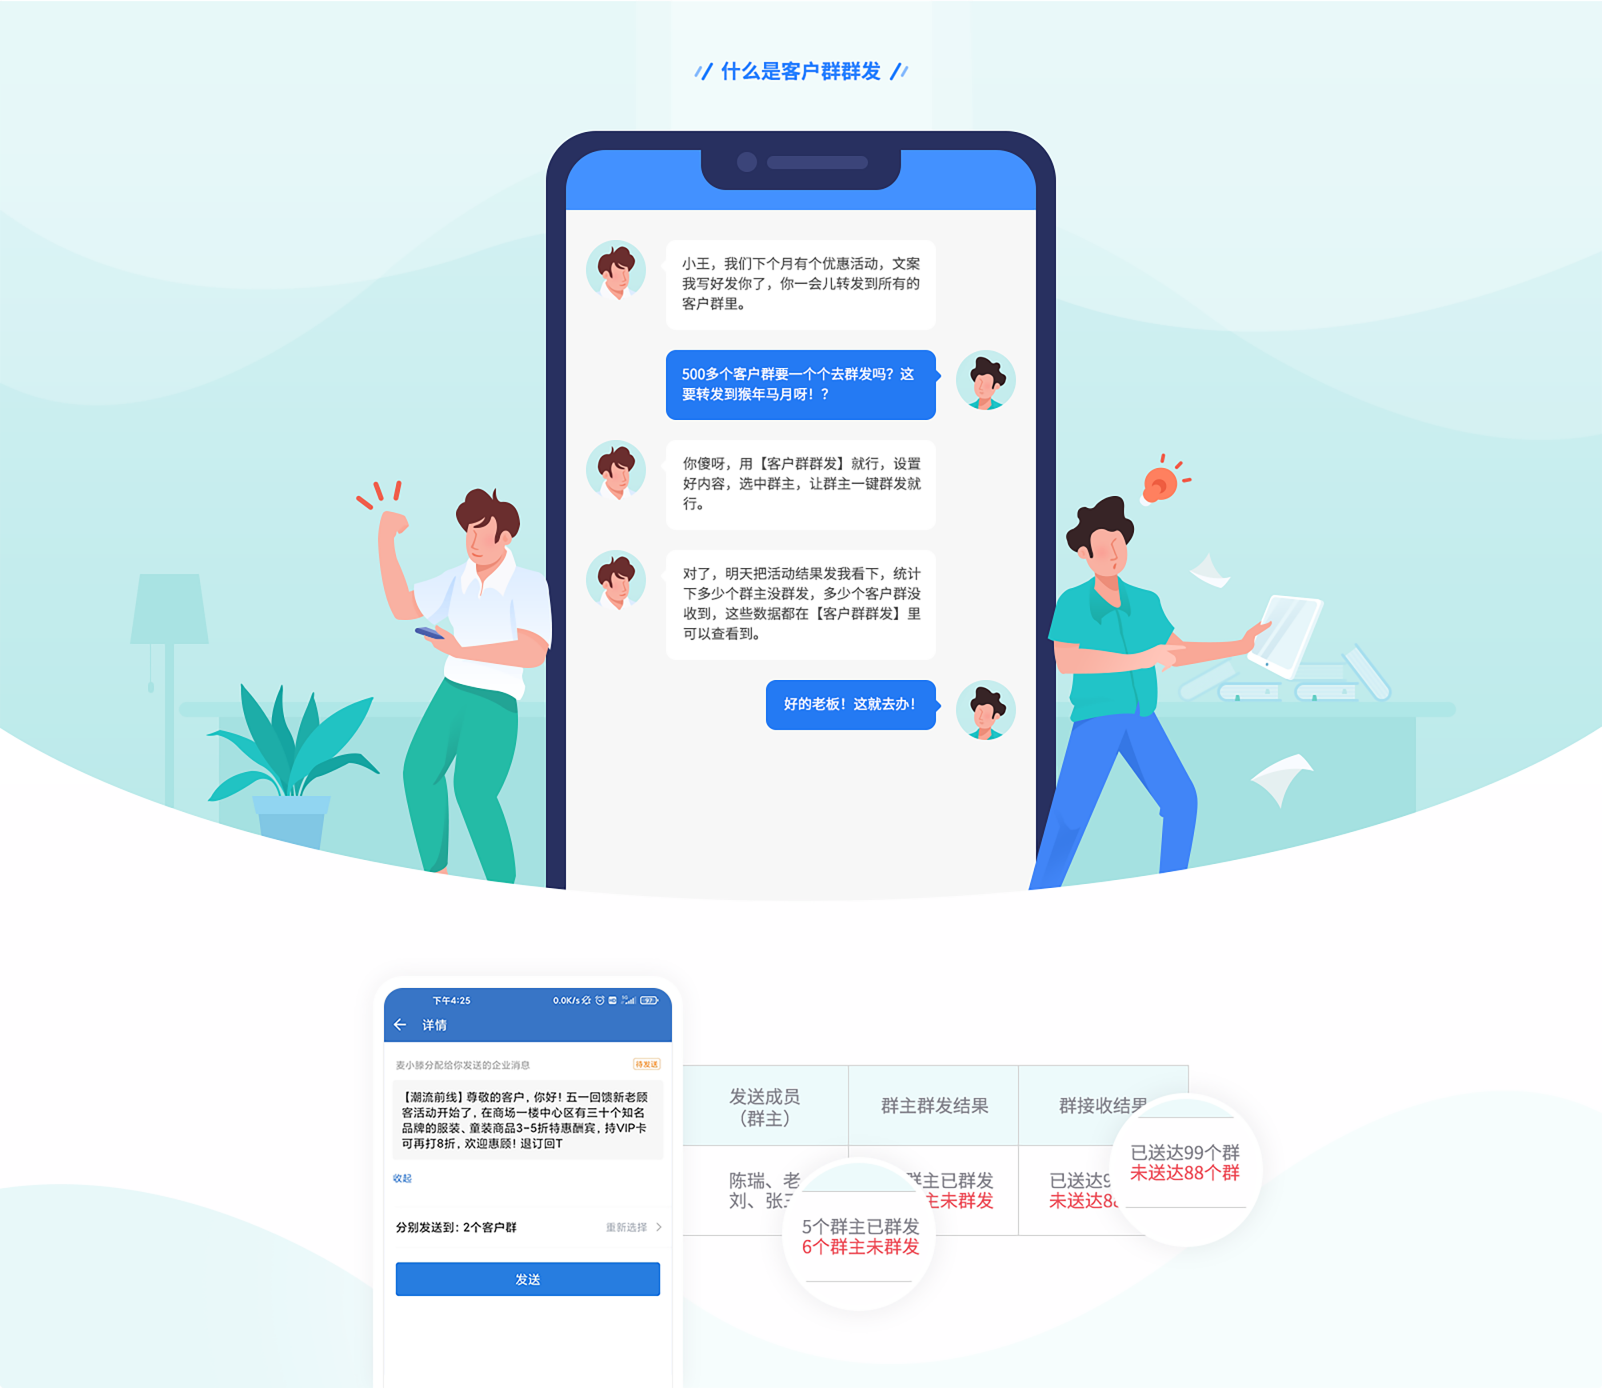 什么是客户群群发
小王，我们下个月有个优惠活动，文案
我写好发你了，你一会儿转发到所有的
客户群里。
500多个客户群要一个个去群发吗？这
要转发到猴年马月呀！？
你傻呀，用【客户群群发】就行，设置
好内容，选中群主，让群主一键群发就
行。
对了，明天把活动结果发我看下，统计
下多少个群主没群发，多少个客户群没
收到，这些数据都在【客户群群发】里
可以查看到。
好的老板！这就去办！
下午4:25
0.0K/s
97
详情
麦小滕分配给你发送的企业消息
待发送
【潮流前线】尊敬的客户，你好！五一回馈新老顾
客活动开始了，在商场一楼中心区有三十个知名
品牌的服装、童装商品3-5折特惠酬宾，持VIP卡
可再打8折，欢迎惠顾！退订回T
收起
分别发送到：2个客户群
重新选择
发送
发送成员
（群主）
群主群发结果
群接收结果
陈瑞、老
刘、张
群主已群发
主未群发
已送达9
未送达8
5个群主已群发
6个群主未群发
已送达99个群
未送达88个群